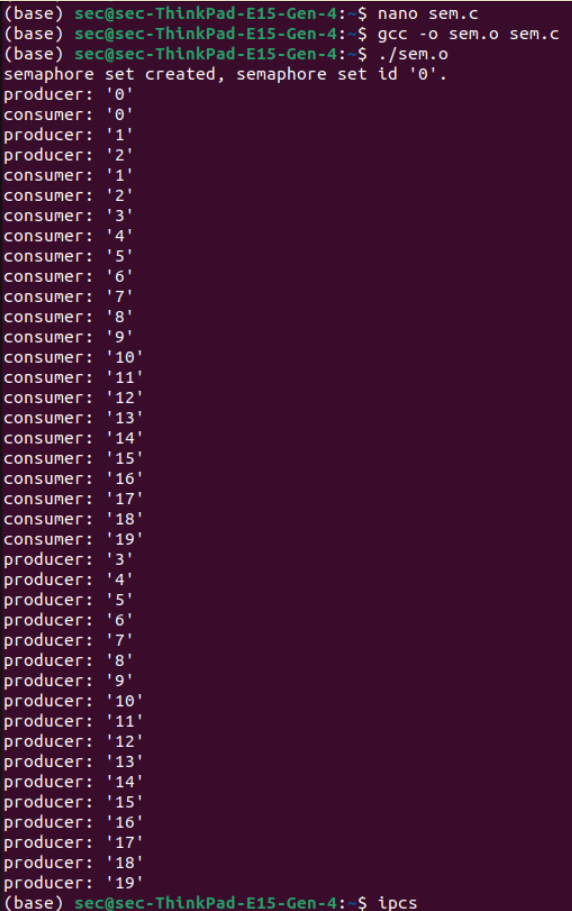 (base) sec@sec-ThinkPad-E15-Gen-4:~$ nano sem.c
(base) sec@sec-ThinkPad-E15-Gen-4:~$ gcc -o sem.o sem.c
(base) sec@sec-ThinkPad-E15-Gen-4:~$ ./sem.o
semaphore set created, semaphore set id '0'.
producer: '0'
consumer: '0'
producer: '1'
producer: '2'
consumer: '1'
consumer: '2'
consumer: '3'
consumer: '4'
consumer: '5'
consumer: '6'
consumer: '7'
consumer: '8'
consumer: '9'
consumer: '10'
consumer: '11'
consumer: '12'
consumer: '13'
consumer: '14'
consumer: '15'
consumer: '16'
consumer: '17'
consumer: '18'
consumer: '19'
producer: '3'
producer: '4'
producer: '5'
producer: '6'
producer: '7'
producer: '8'
producer: '9'
producer: '10'
producer: '11'
producer: '12'
producer: '13'
producer: '14'
producer: '15'
producer: '16'
producer: '17'
producer: '18'
producer: '19'
(base) sec@sec-ThinkPad-E15-Gen-4:~$ ipcs